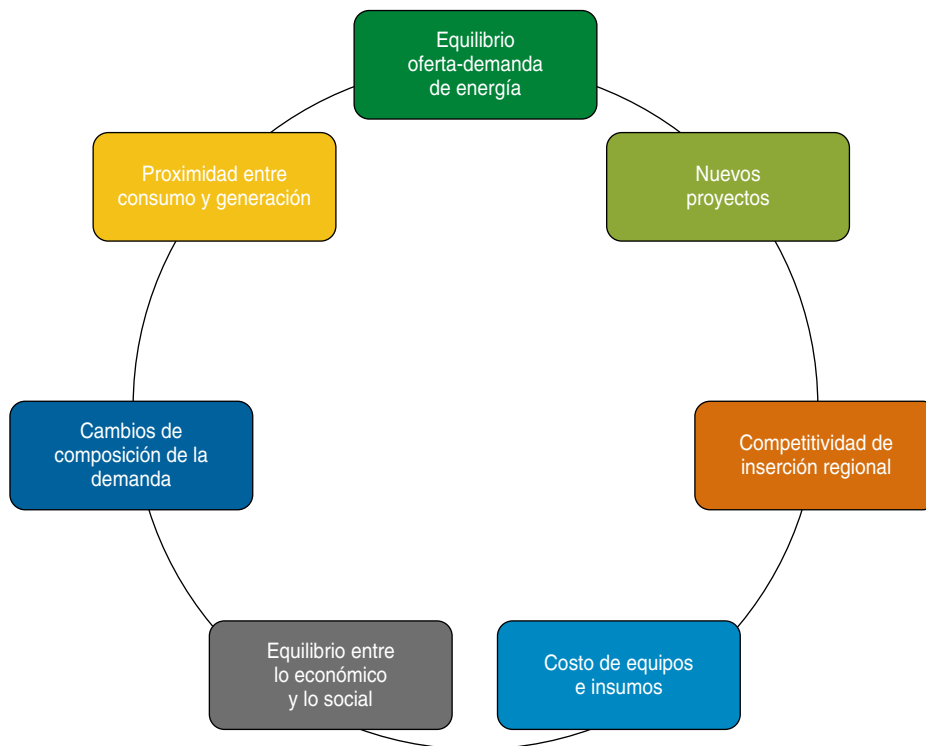 Equilibrio
oferta-demanda
de energía
Nuevos
proyectos
Competitividad de
inserción regional
Costo de equipos
e insumos
Equilibrio entre
lo económico
y lo social
Cambios de
composición de la
demanda
Proximidad entre
consumo y generación